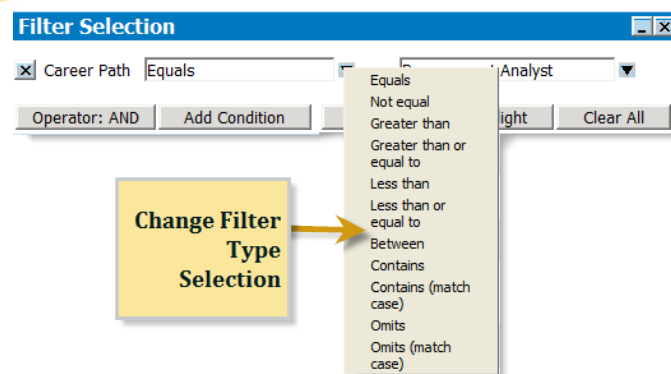 Filter Selection
Career Path Equals Analyst
Operator: AND Add Condition Clear All
Equals
Not equal
Greater than
Greater than or
equal to
Less than
Less than or
equal to
Between
Contains
Contains (match
case)
Omits
Omits (match
case)
Change Filter
Type
Selection